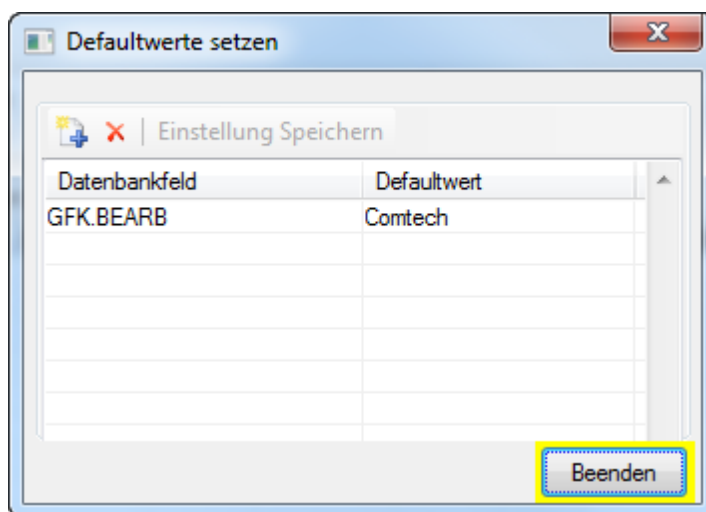 Defaultwerte setzen
Einstellung Speichern
Datenbankfeld Defaultwert
GFK.BEARB Comtech
Beenden